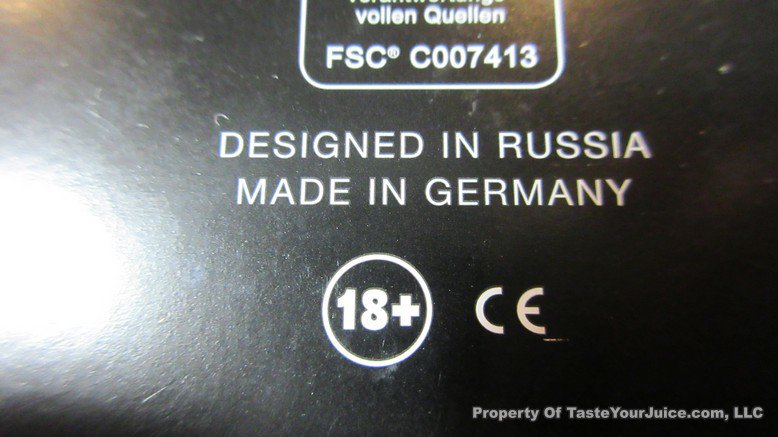 vollen Quellen
FSC® C007413
DESIGNED IN RUSSIA
MADE IN GERMANY
18+ CE
Property Of TasteYourJuice.com, LLC